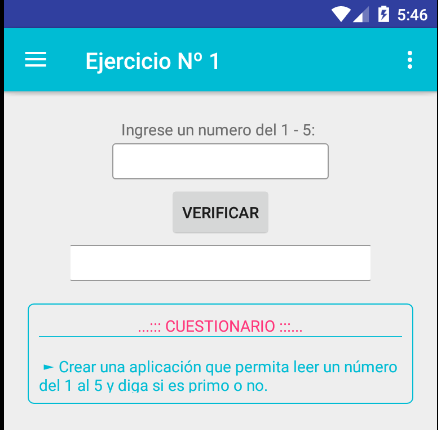 5:46
Ejercicio Nº 1
Ingrese un numero del 1 - 5:
VERIFICAR
...::: CUESTIONARIO :::...
► Crear una aplicación que permita leer un número
del 1 al 5 y diga si es primo o no.